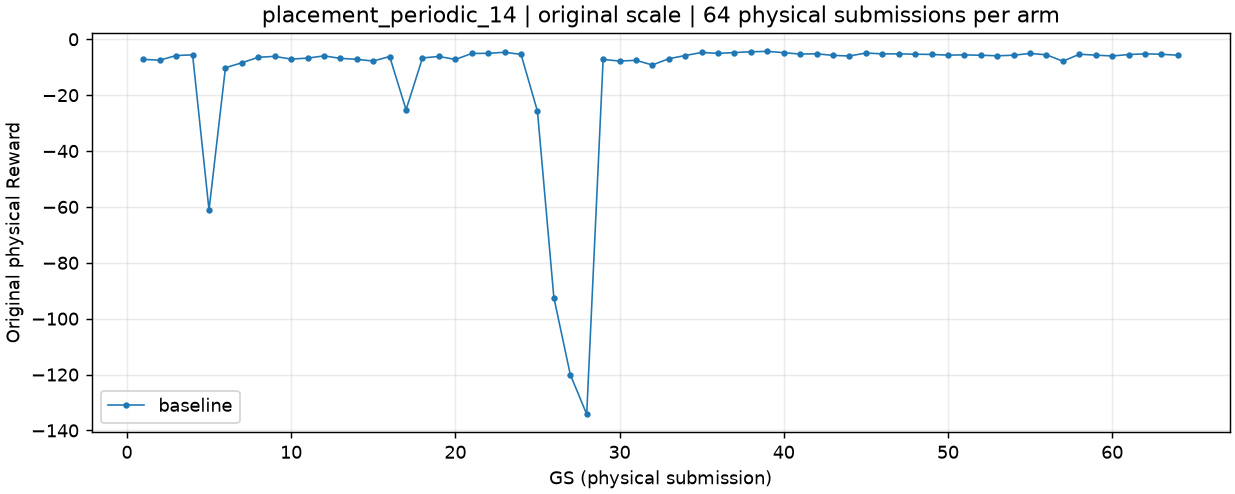 placement_periodic_14 | original scale | 64 physical submissions per arm
Original physical Reward
0
−20
−40
−60
−80
−100
−120
−140
baseline
0 10 20 30 40 50 60
GS (physical submission)